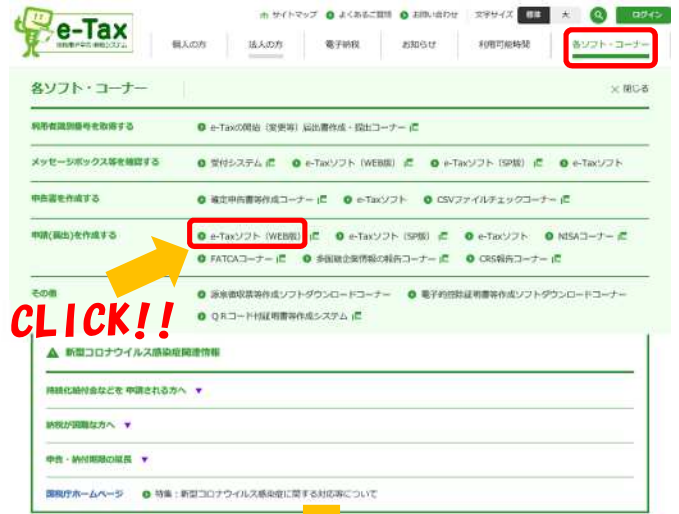 サイトマップ よくあるご質問 お問い合わせ 文字サイズ 標準 大 ログイン
e-Tax
国税電子申告・納税システム
個人の方 法人の方 電子納税 お知らせ 利用可能時間 各ソフト・コーナー
各ソフト・コーナー × 閉じる
利用者識別番号を取得する e-Taxの開始（変更等）届出書作成・提出コーナー
メッセージボックス等を確認する 受付システム e-Taxソフト（WEB版） e-Taxソフト（SP版） e-Taxソフト
申告書を作成する 確定申告書等作成コーナー e-Taxソフト CSVファイルチェックコーナー
申請(届出)を作成する e-Taxソフト（WEB版） e-Taxソフト（SP版） e-Taxソフト NISAコーナー
FATCAコーナー 多国籍企業情報の報告コーナー CRS報告コーナー
その他 源泉徴収票等作成ソフトダウンロードコーナー 電子的控除証明書等作成ソフトダウンロードコーナー
CLICK!!
QRコード付証明書等作成システム
新型コロナウイルス感染症関連情報
持続化給付金などを 申請される方へ ▼
納税が困難な方へ ▼
申告・納付期限の延長 ▼
国税庁ホームページ 特集：新型コロナウイルス感染症に関する対応等について